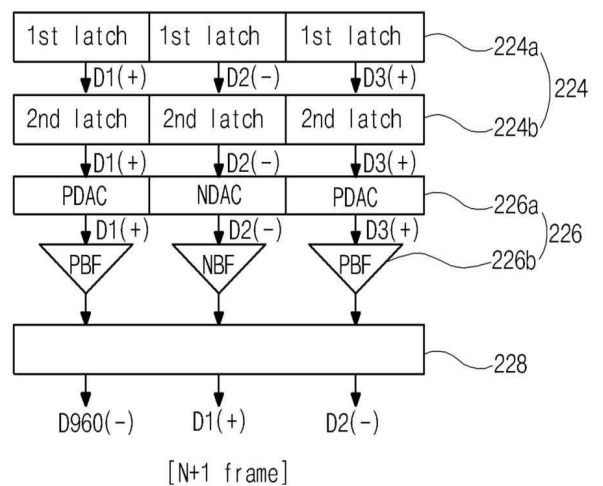 1st latch 1st latch 1st latch 224a
D1(+) D2(-) D3(+) 224
2nd latch 2nd latch 2nd latch 224b
D1(+) D2(-) D3(+)
PDAC NDAC PDAC 226a
D1(+) D2(-) D3(+) 226
PBF NBF PBF 226b
228
D960(-) D1(+) D2(-)
[N+1 frame]